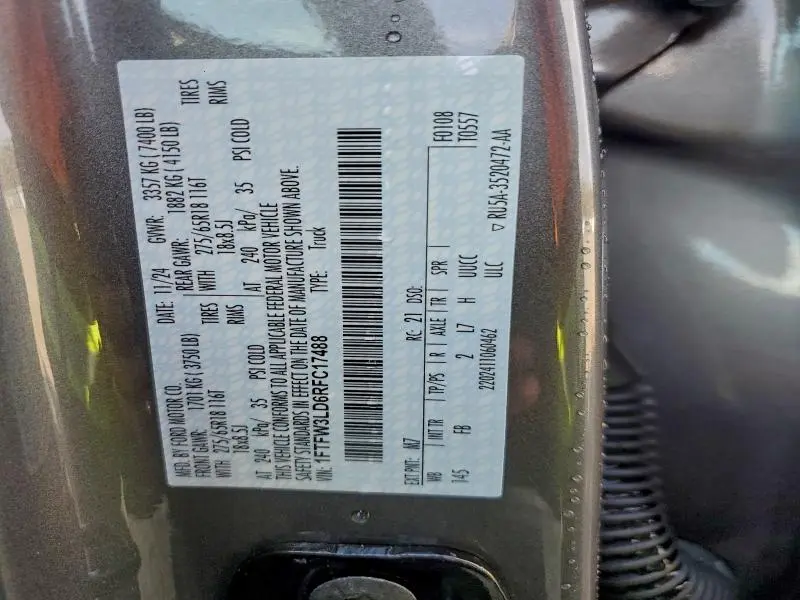 MFD. BY FORD MOTOR CO. DATE: 11/24 GVWR: 3357 KG ( 7400 LB)
FRONT GAWR: 1701 KG ( 3750 LB) REAR GAWR: 1882 KG ( 4150 LB)
WITH 275/65R18 116T TIRES WITH 275/65R18 116T TIRES
18x8.5J RIMS 18x8.5J RIMS
AT 240 kPa/ 35 PSI COLD AT 240 kPa/ 35 PSI COLD
THIS VEHICLE CONFORMS TO ALL APPLICABLE FEDERAL MOTOR VEHICLE
SAFETY STANDARDS IN EFFECT ON THE DATE OF MANUFACTURE SHOWN ABOVE.
VIN: 1FTFW3LD6RFC17488 TYPE: Truck
EXT PNT: M7 RC: 21 DSO: F0108
WB INT TR TP/PS R AXLE TR SPR T0557
145 FB 2 L7 H UUCC
2202411060462 ULC ▽ RU5A-3520472-AA